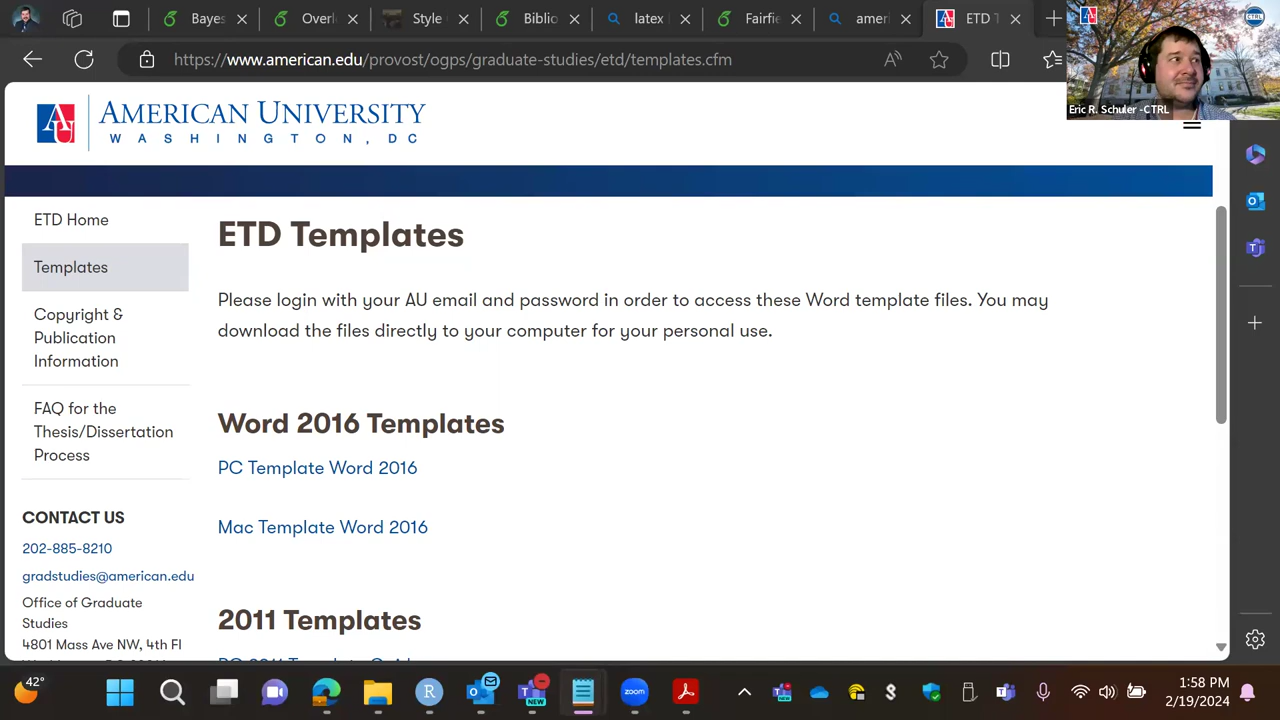 Bayes
Overl
Style
Biblio
latex
Fairfie
ameri
ETD T
https://www.american.edu/provost/ogps/graduate-studies/etd/templates.cfm
CTRL
Eric R. Schuler -CTRL
AMERICAN UNIVERSITY
WASHINGTON, DC
ETD Home
Templates
Copyright &
Publication
Information
FAQ for the
Thesis/Dissertation
Process
CONTACT US
202-885-8210
gradstudies@american.edu
Office of Graduate
Studies
4801 Mass Ave NW, 4th Fl
ETD Templates
Please login with your AU email and password in order to access these Word template files. You may
download the files directly to your computer for your personal use.
Word 2016 Templates
PC Template Word 2016
Mac Template Word 2016
2011 Templates
42°
NEW
NEW
1:58 PM
2/19/2024